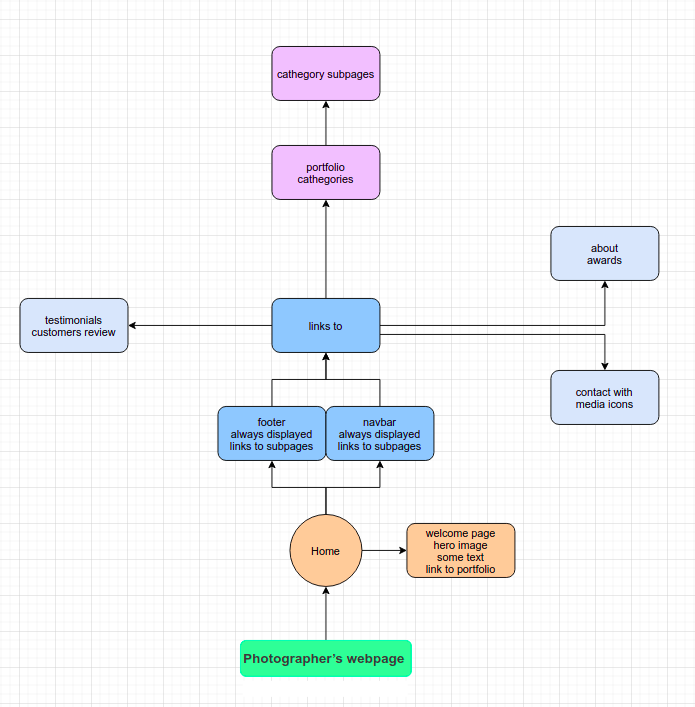 cathegory subpages
portfolio
cathegories
about
awards
testimonials
customers review
links to
contact with
media icons
footer
always displayed
links to subpages
navbar
always displayed
links to subpages
Home
welcome page
hero image
some text
link to portfolio
Photographer's webpage